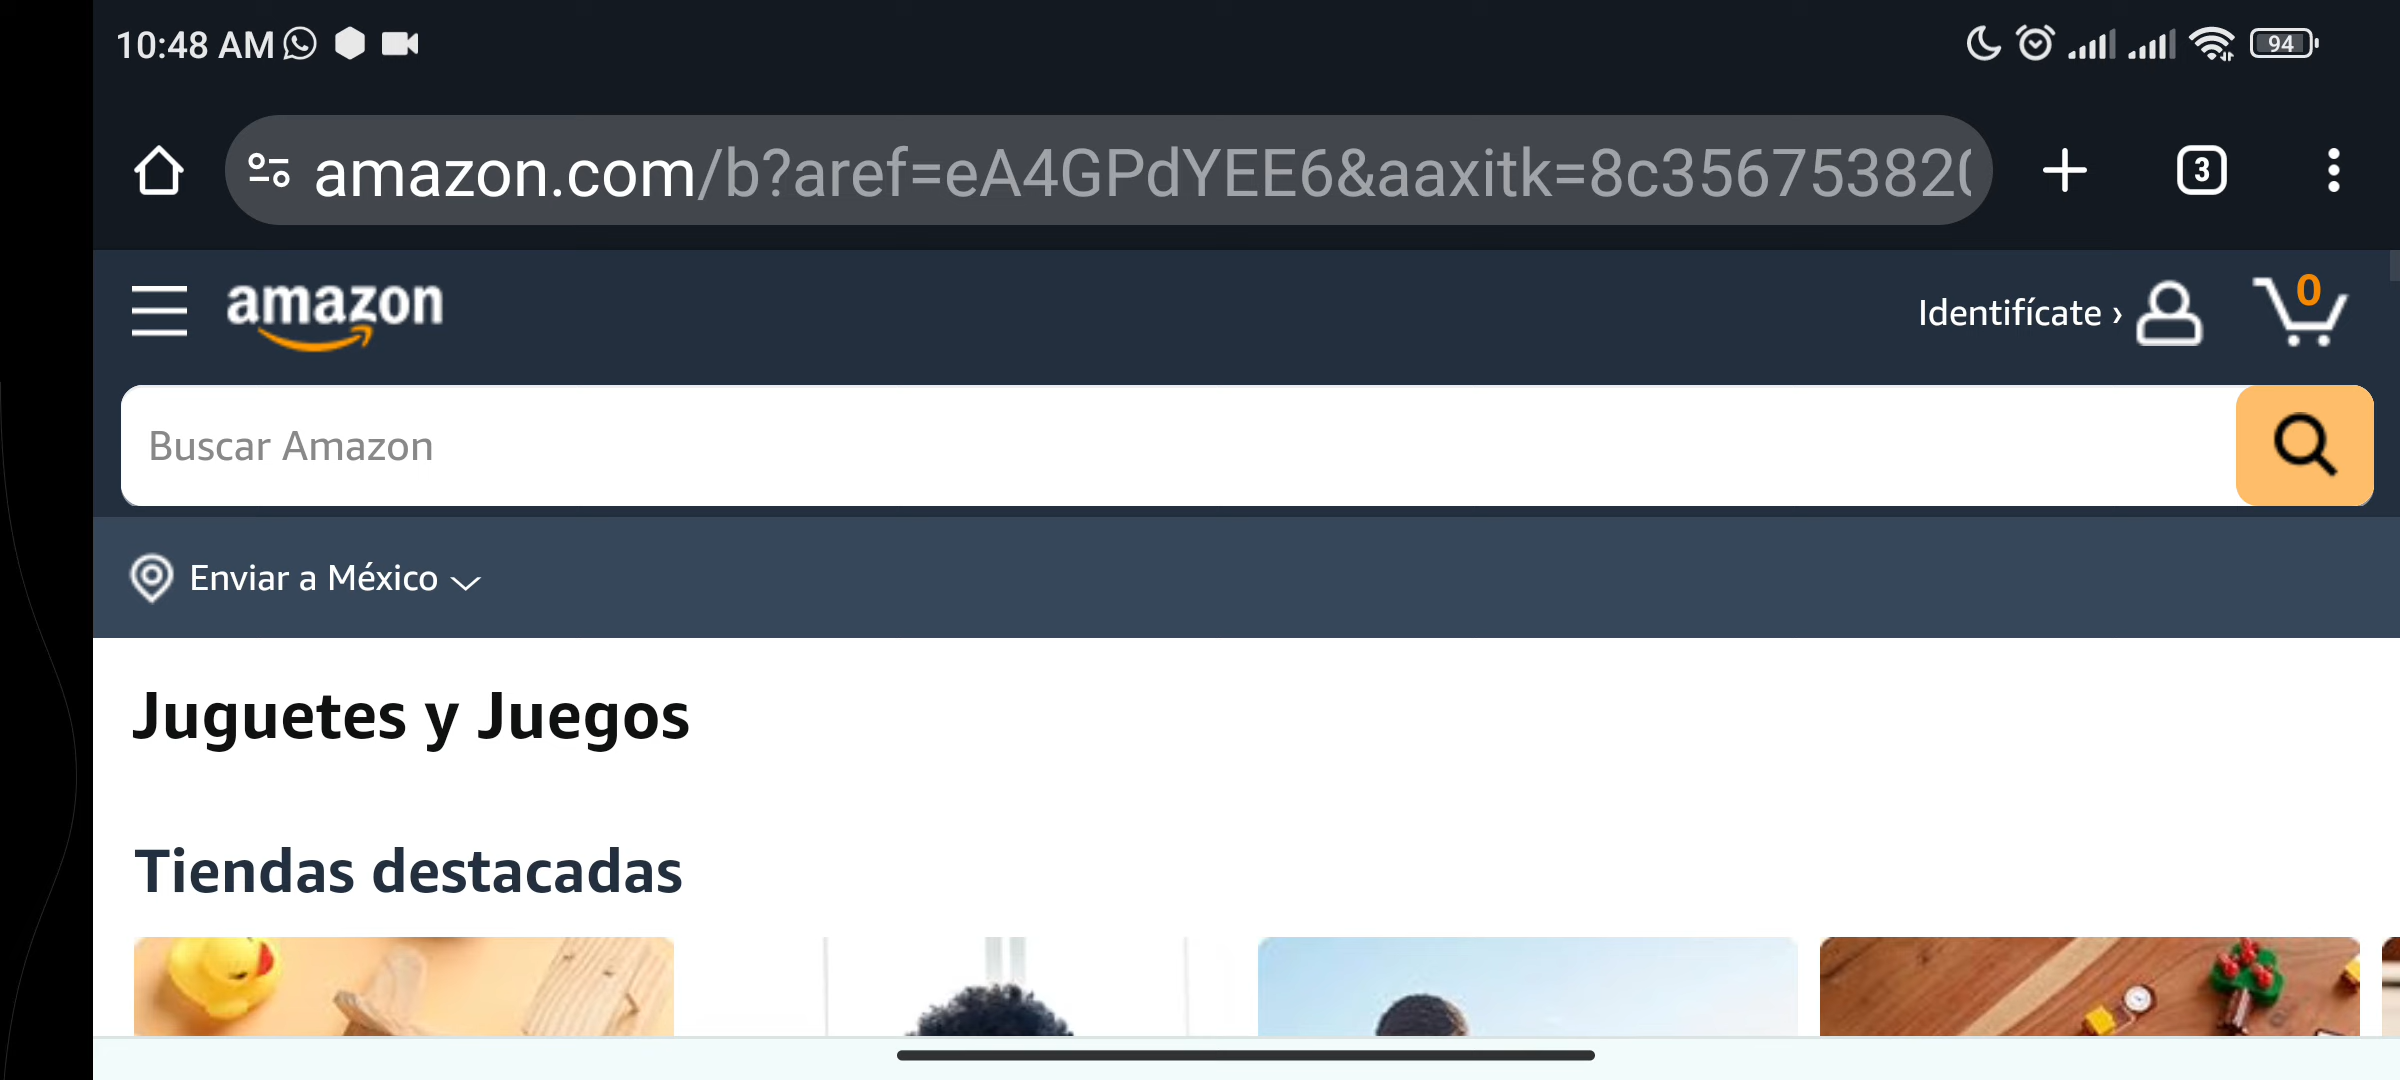 10:48 AM
94
amazon.com/b?aref=eA4GPdYEE6&aaxitk=8c35675382
3
amazon
Identifícate ›
0
Buscar Amazon
Enviar a México
Juguetes y Juegos
Tiendas destacadas